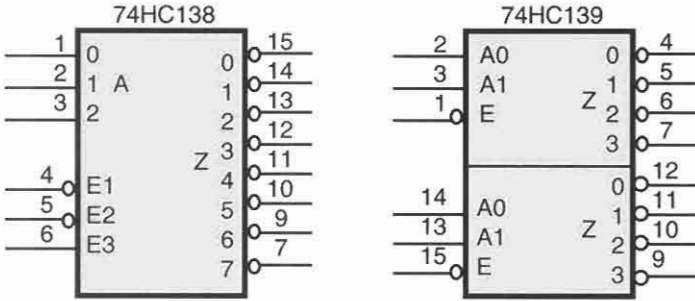 74HC138
1 0 0 15
2 1 A 1 14
3 2 2 13
3 12
Z
4 E1 4 11
5 E2 5 10
6 E3 6 9
7 7
74HC139
2 A0 0 4
3 A1 1 5
1 E Z 2 6
3 7
0 12
14 A0 1 11
13 A1 Z 2 10
15 E 3 9